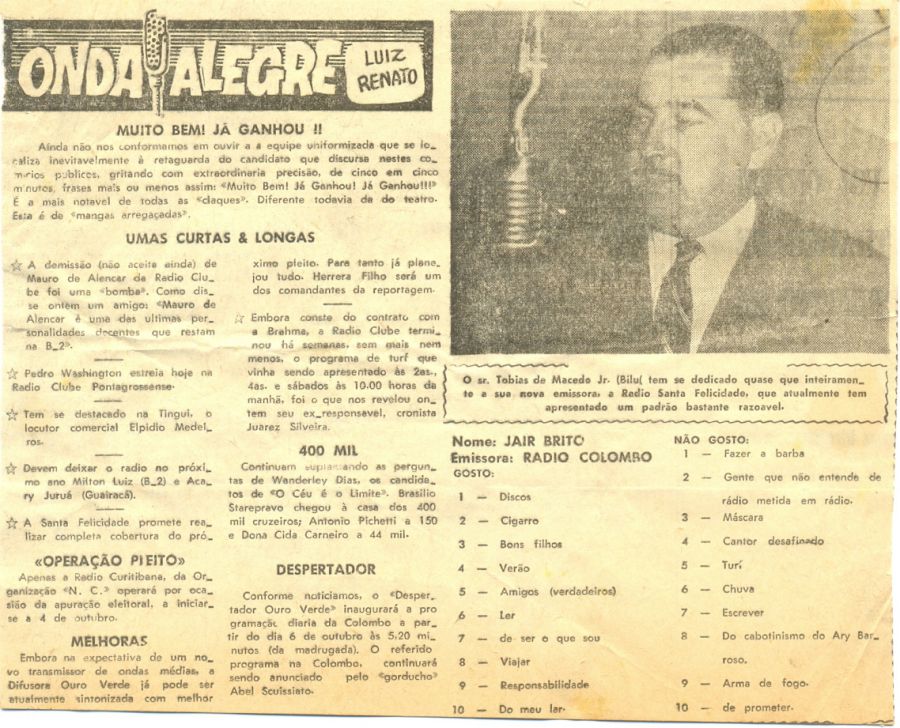 ONDA ALEGRE
LUIZ
RENATO
MUITO BEM! JÁ GANHOU !!
Ainda não nos conformamos em ouvir a a equipe uniformizada que se lo_
caliza inevitavelmente à retaguarda do candidato que discursa nestes co_
micios publicos, gritando com extraordinaria precisão, de cinco em cinco
minutos, frases mais ou menos assim: «Muito Bem! Já Ganhou! Já Ganhou!!!»
É a mais notavel de todas as «claques». Diferente todavia da do teatro.
Esta é de «mangas arregaçadas».
UMAS CURTAS & LONGAS
A demissão (não aceita ainda) de
Mauro de Alencar da Radio Clu_
be foi uma «bomba». Como dis_
se ontem um amigo: «Mauro de
Alencar é uma das ultimas per_
sonalidades decentes que restam
na B_2».
Pedro Washington estreia hoje na
Radio Clube Pontagrossense.
Tem se destacado na Tingui, o
locutor comercial Elpidio Medei_
ros.
Devem deixar o radio no próxi_
mo ano Milton Luiz (B_2) e Aca_
ry Juruá (Guairacá).
A Santa Felicidade promete rea_
lizar completa cobertura do pró_
ximo pleito. Para tanto já plane_
jou tudo. Herrera Filho será um
dos comandantes da reportagem.
Embora conste do contrato com
a Brahma, a Radio Clube termi_
nou há semanas, sem mais nem
menos, o programa de turf que
vinha sendo apresentado às 2as.,
4as. e sábados às 10.00 horas da
manhã, foi o que nos revelou on_
tem seu ex_responsavel, cronista
Juarez Silveira.
«OPERAÇÃO PLEITO»
Apenas a Radio Curitibana, da Or_
ganização «N. C.» operará por oca_
sião da apuração eleitoral, a iniciar_
se a 4 de outubro.
MELHORAS
Embora na expectativa de um no_
vo transmissor de ondas médias, a
Difusora Ouro Verde já pode ser
atualmente sintonizada com melhor
400 MIL
Continuam suplantando as pergun_
tas de Wanderley Dias, os candida_
tos de «O Céu é o Limite». Brasilio
Starepravo chegou à casa dos 400
mil cruzeiros; Antonio Pichetti a 150
e Dona Cida Carneiro a 44 mil.
DESPERTADOR
Conforme noticiamos, o «Desper_
tador Ouro Verde» inaugurará a pro
gramação diaria da Colombo a par_
tir do dia 6 de outubro às 5,20 mi_
nutos (da madrugada). O referido
programa na Colombo, continuará
sendo anunciado pelo «gorducho»
Abel Scuissiato.
O sr. Tobias de Macedo Jr. (Bilu( tem se dedicado quase que inteiramen_
te a sua nova emissora, a Radio Santa Felicidade, que atualmente tem
apresentado um padrão bastante razoavel.
Nome: JAIR BRITO
Emissora: RADIO COLOMBO
GOSTO:
1 — Discos
2 — Cigarro
3 — Bons filhos
4 — Verão
5 — Amigos (verdadeiros)
6 — Ler
7 — de ser o que sou
8 — Viajar
9 — Responsabilidade
10 — Do meu lar.
NÃO GOSTO:
1 — Fazer a barba
2 — Gente que não entende de
rádio metida em rádio.
3 — Máscara
4 — Cantor desafinado
5 — Turí
6 — Chuva
7 — Escrever
8 — Do cabotinismo do Ary Bar_
roso.
9 — Arma de fogo.
10 — de prometer.